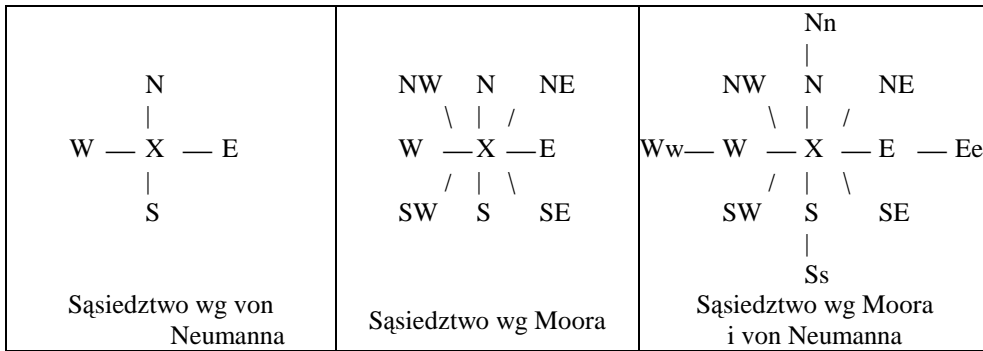 N
W — X — E
S
Sąsiedztwo wg von
Neumanna
NW N NE
W — X — E
SW S SE
Sąsiedztwo wg Moora
Nn
NW N NE
Ww — W — X — E — Ee
SW S SE
Ss
Sąsiedztwo wg Moora
i von Neumanna